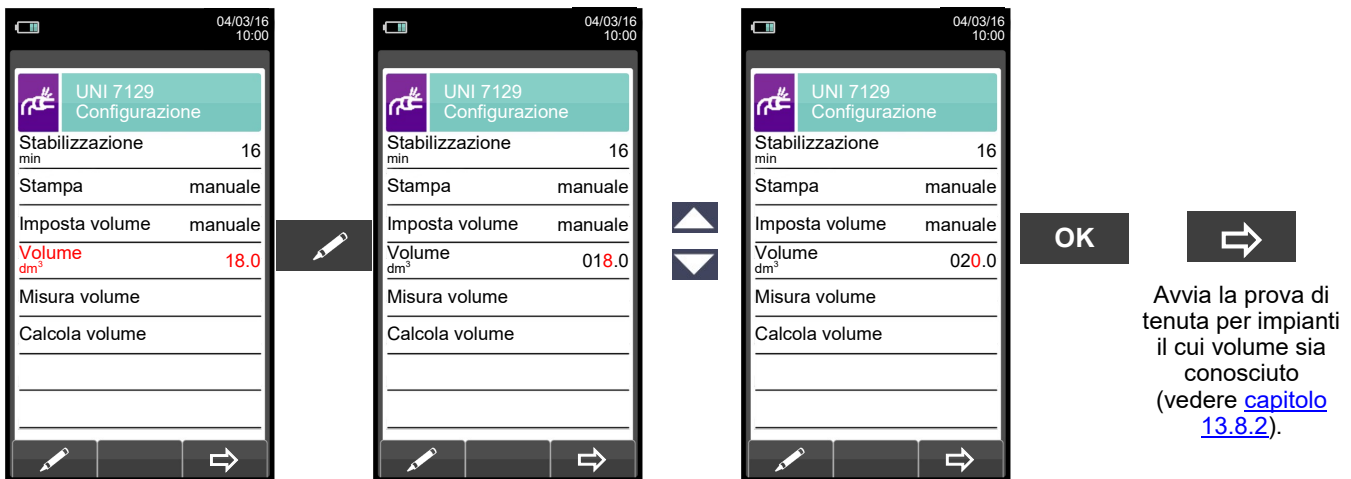 04/03/16
10:00
UNI 7129
Configurazione
Stabilizzazione
min
16
Stampa manuale
Imposta volume manuale
Volume
dm³
18.0
Misura volume
Calcola volume
04/03/16
10:00
UNI 7129
Configurazione
Stabilizzazione
min
16
Stampa manuale
Imposta volume manuale
Volume
dm³
018.0
Misura volume
Calcola volume
04/03/16
10:00
UNI 7129
Configurazione
Stabilizzazione
min
16
Stampa manuale
Imposta volume manuale
Volume
dm³
020.0
Misura volume
Calcola volume
OK
Avvia la prova di
tenuta per impianti
il cui volume sia
conosciuto
(vedere capitolo
13.8.2).